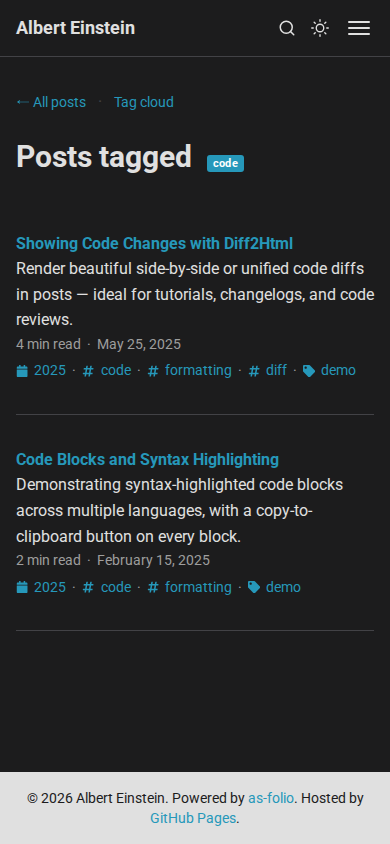 Albert Einstein
← All posts · Tag cloud
Posts tagged code
Showing Code Changes with Diff2Html
Render beautiful side-by-side or unified code diffs
in posts — ideal for tutorials, changelogs, and code
reviews.
4 min read · May 25, 2025
2025 · # code · # formatting · # diff · demo
Code Blocks and Syntax Highlighting
Demonstrating syntax-highlighted code blocks
across multiple languages, with a copy-to-
clipboard button on every block.
2 min read · February 15, 2025
2025 · # code · # formatting · demo
© 2026 Albert Einstein. Powered by as-folio. Hosted by
GitHub Pages.